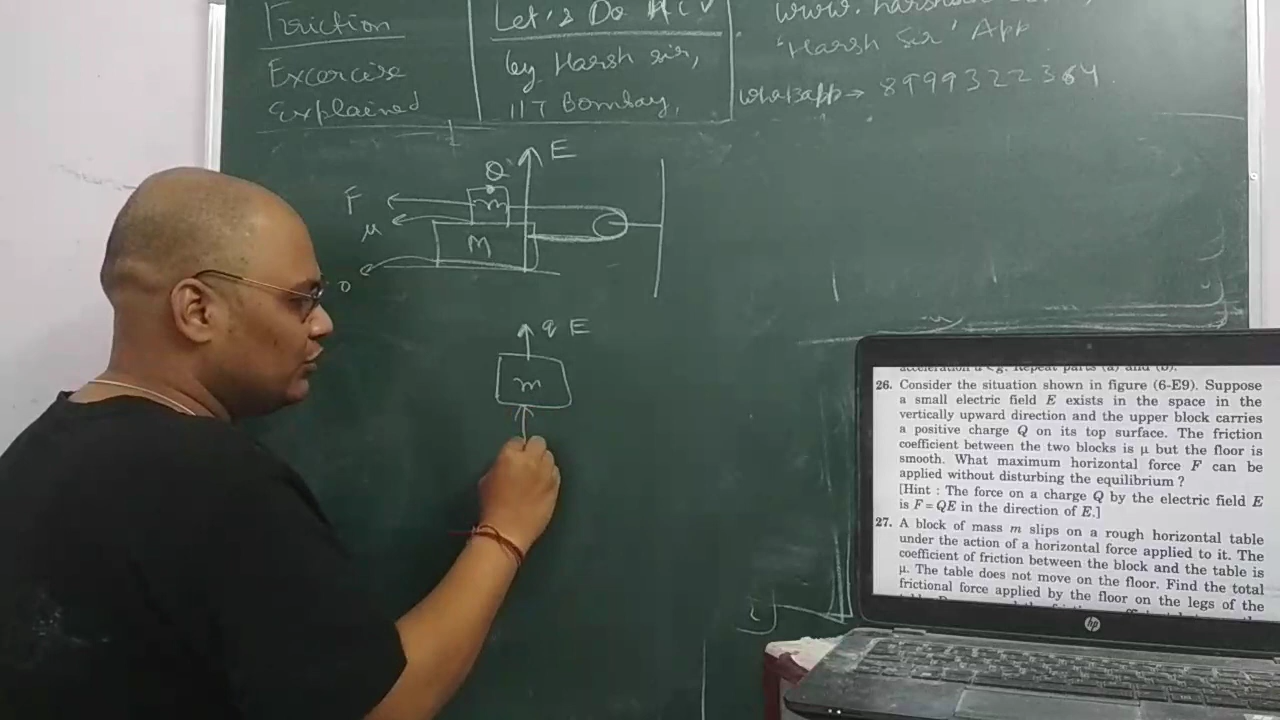 Friction
Excercise
Explained
Let's Do HCV
by Harsh sir,
IIT Bombay,
'Harsh Sir' App
Whatsapp → 8999322364
E
Q
F
m
μ
M
0
q E
m
26. Consider the situation shown in figure (6-E9). Suppose
a small electric field E exists in the space in the
vertically upward direction and the upper block carries
a positive charge Q on its top surface. The friction
coefficient between the two blocks is μ but the floor is
smooth. What maximum horizontal force F can be
applied without disturbing the equilibrium ?
[Hint : The force on a charge Q by the electric field E
is F = QE in the direction of E.]
27. A block of mass m slips on a rough horizontal table
under the action of a horizontal force applied to it. The
coefficient of friction between the block and the table is
μ. The table does not move on the floor. Find the total
frictional force applied by the floor on the legs of the
hp